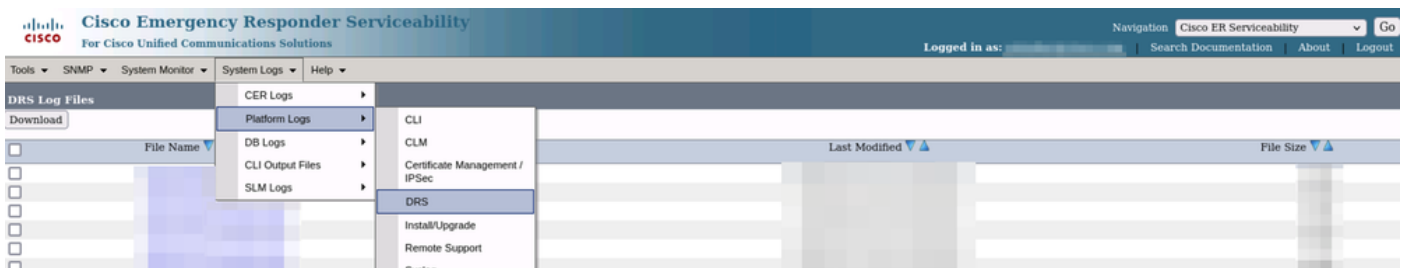 Cisco Emergency Responder Serviceability
CISCO
For Cisco Unified Communications Solutions
Navigation Cisco ER Serviceability Go
Logged in as: | Search Documentation | About | Logout
Tools SNMP System Monitor System Logs Help
DRS Log Files
CER Logs
Download
Platform Logs
CLI
File Name
DB Logs
CLM
Last Modified
File Size
CLI Output Files
Certificate Management /
IPSec
SLM Logs
DRS
Install/Upgrade
Remote Support